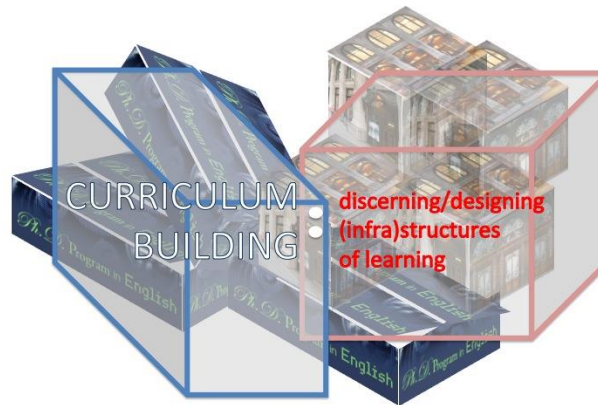 CURRICULUM
BUILDING:
discerning/designing
(infra)structures
of learning
Ph. D. Program in English
Ph. D. Program in English
Ph. D. Program in English
English